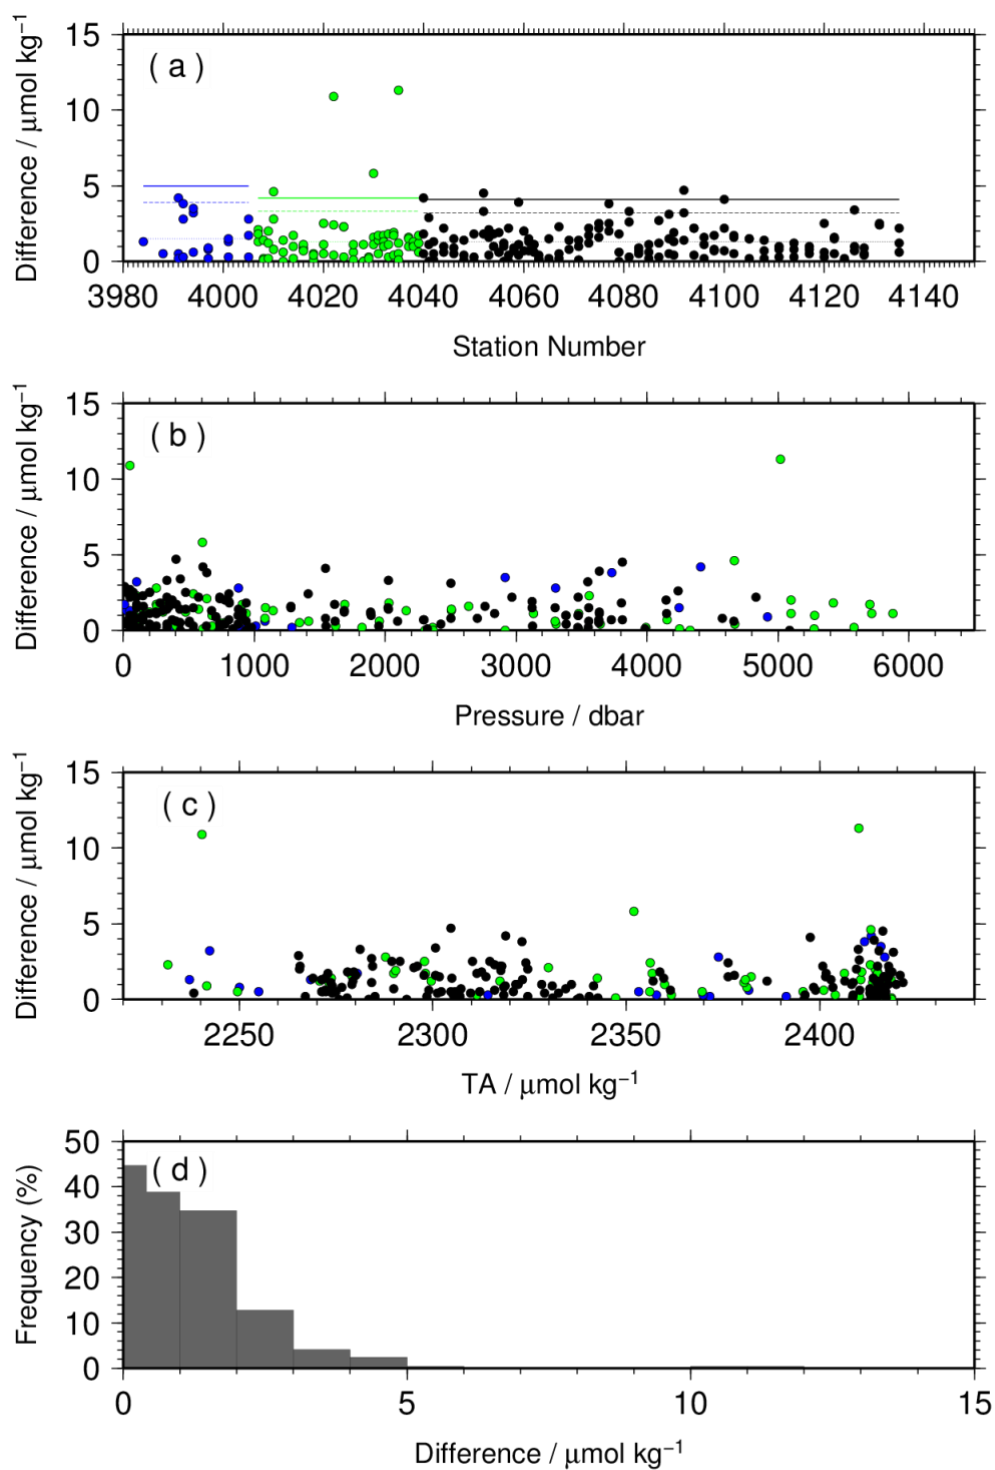 15
10
5
0
Difference / μmol kg⁻¹
( a )
3980 4000 4020 4040 4060 4080 4100 4120 4140
Station Number
15
10
5
0
Difference / μmol kg⁻¹
( b )
0 1000 2000 3000 4000 5000 6000
Pressure / dbar
15
10
5
0
Difference / μmol kg⁻¹
( c )
2250 2300 2350 2400
TA / μmol kg⁻¹
50
40
30
20
10
0
Frequency (%)
( d )
0 5 10 15
Difference / μmol kg⁻¹